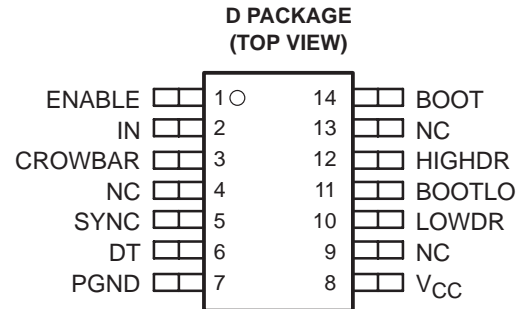 D PACKAGE
(TOP VIEW)
ENABLE 1 14 BOOT
IN 2 13 NC
CROWBAR 3 12 HIGHDR
NC 4 11 BOOTLO
SYNC 5 10 LOWDR
DT 6 9 NC
PGND 7 8 VCC